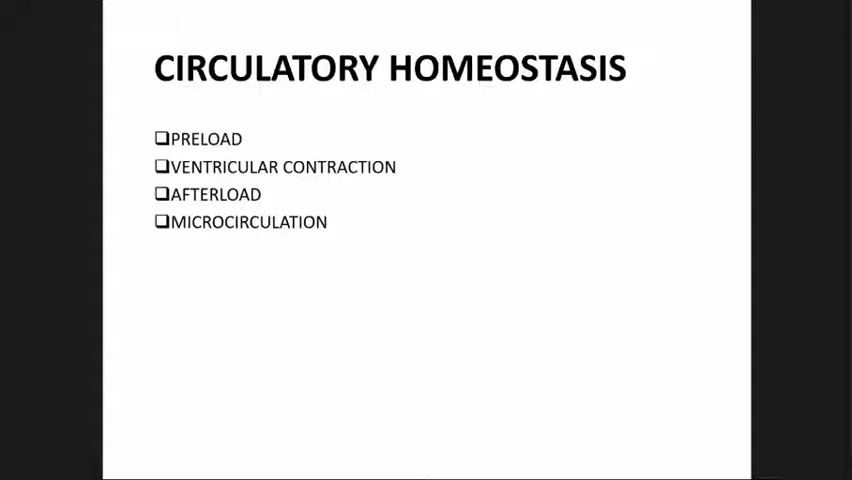 CIRCULATORY HOMEOSTASIS
❑PRELOAD
❑VENTRICULAR CONTRACTION
❑AFTERLOAD
❑MICROCIRCULATION